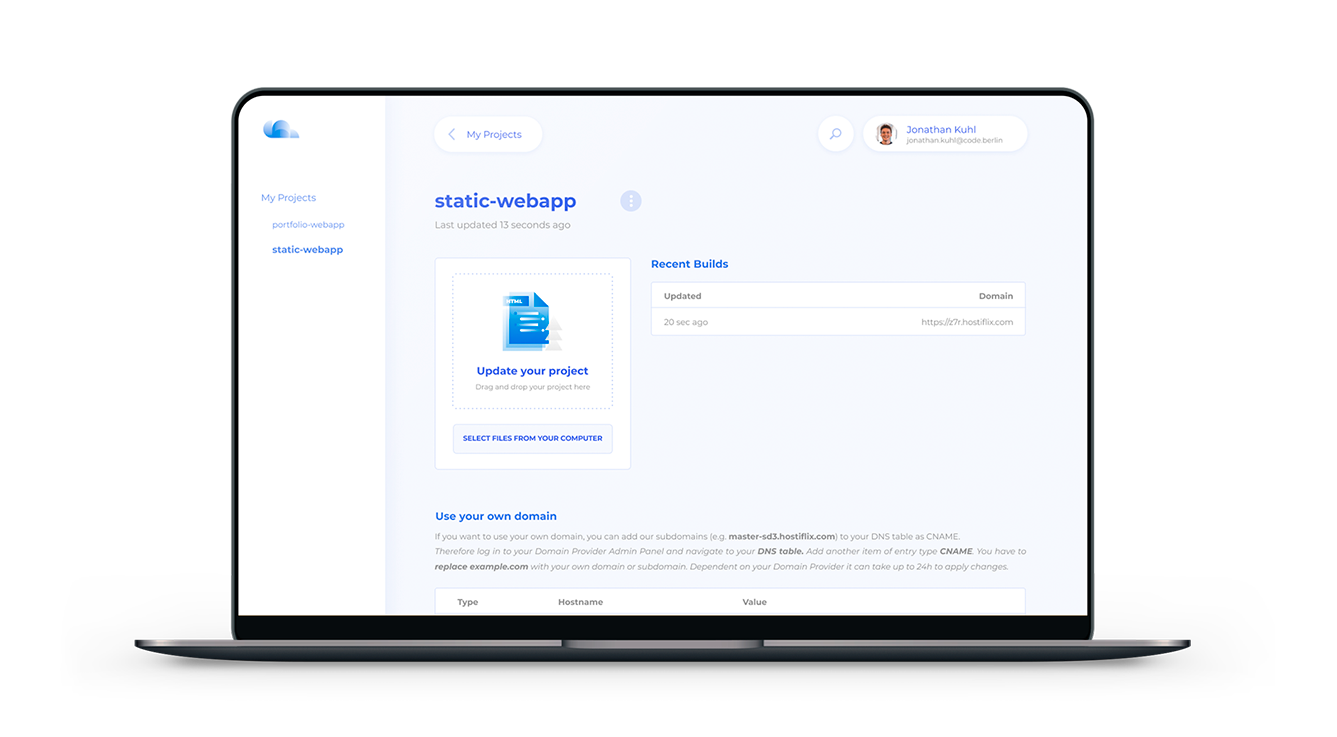 My Projects
Jonathan Kuhl
jonathan.kuhl@code.berlin
My Projects
portfolio-webapp
static-webapp
static-webapp
Last updated 13 seconds ago
HTML
Update your project
Drag and drop your project here
SELECT FILES FROM YOUR COMPUTER
Recent Builds
Updated Domain
20 sec ago https://z7r.hostiflix.com
Use your own domain
If you want to use your own domain, you can add our subdomains (e.g. master-sd3.hostiflix.com) to your DNS table as CNAME.
Therefore log in to your Domain Provider Admin Panel and navigate to your DNS table. Add another item of entry type CNAME. You have to
replace example.com with your own domain or subdomain. Dependent on your Domain Provider it can take up to 24h to apply changes.
Type Hostname Value